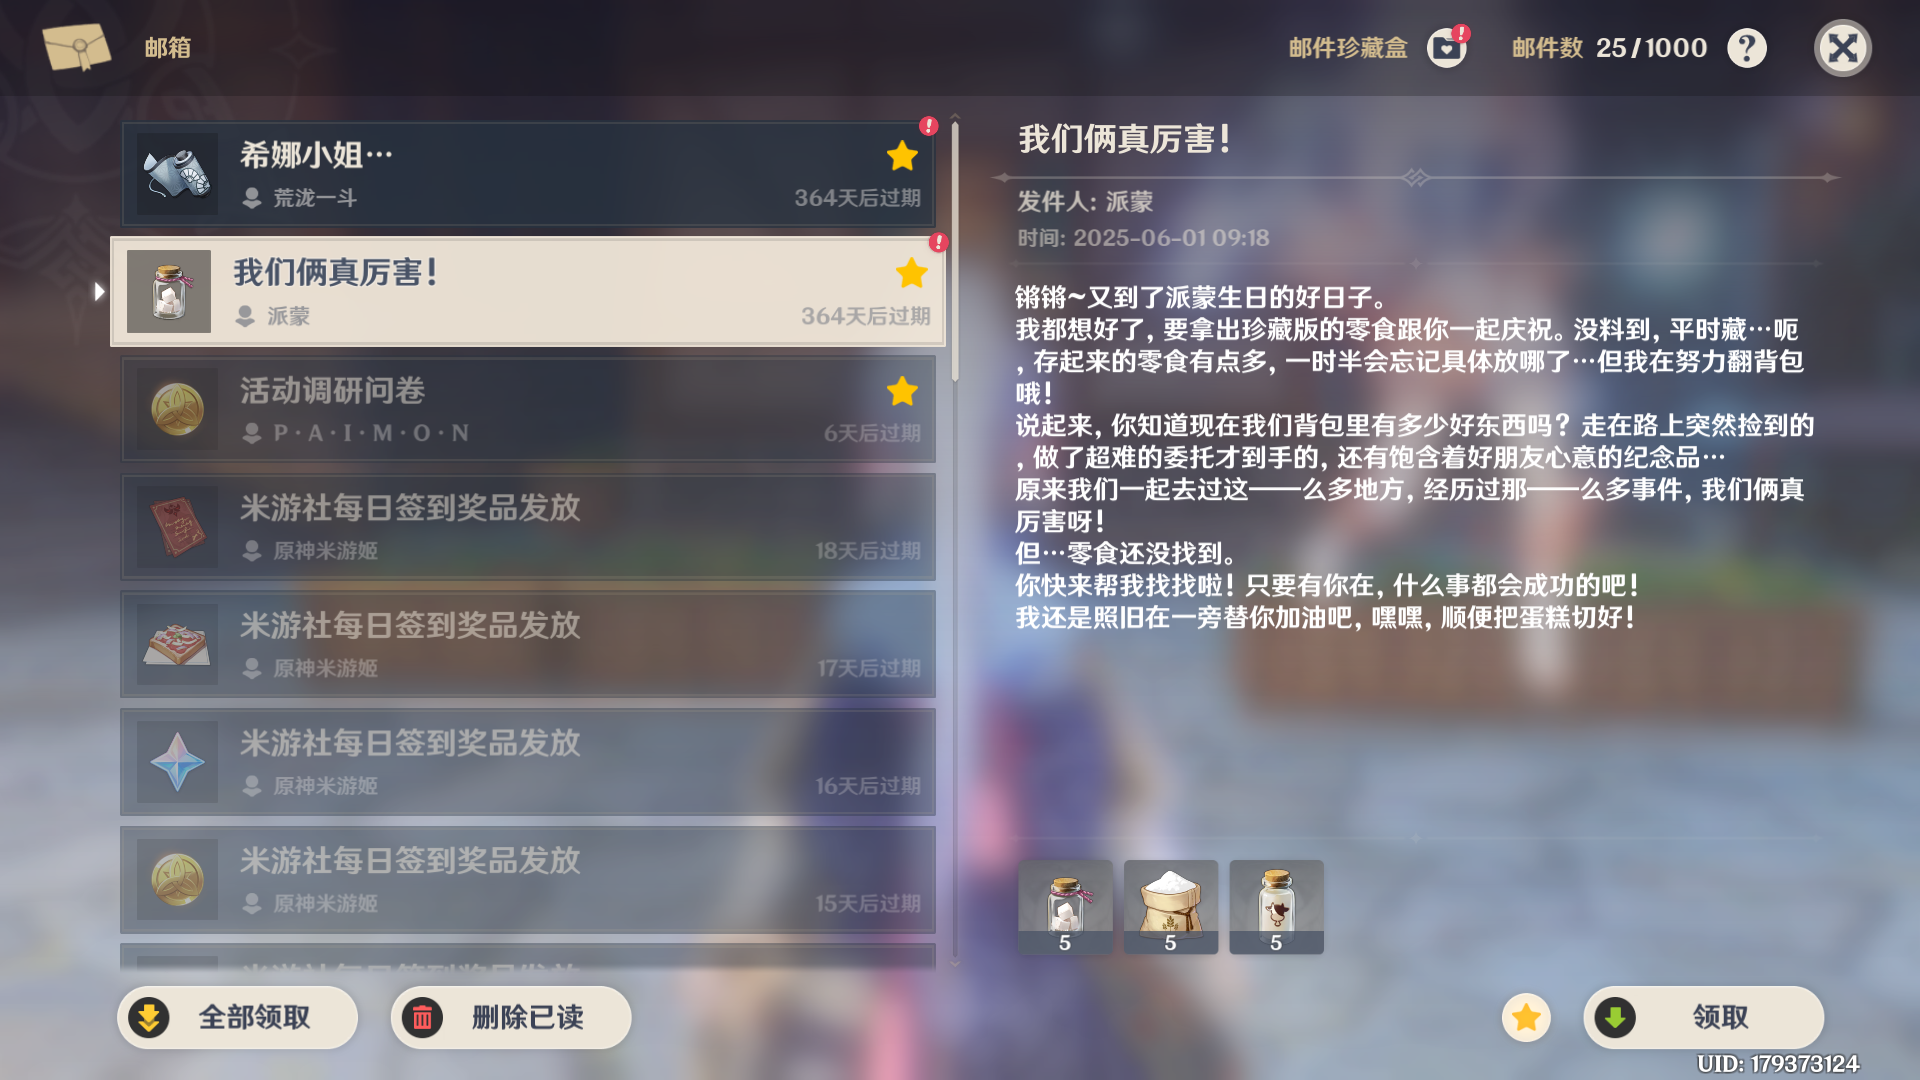 邮箱
邮件珍藏盒
邮件数 25/1000
希娜小姐…
荒泷一斗
364天后过期
我们俩真厉害!
派蒙
364天后过期
活动调研问卷
P·A·I·M·O·N
6天后过期
米游社每日签到奖品发放
原神米游姬
18天后过期
米游社每日签到奖品发放
原神米游姬
17天后过期
米游社每日签到奖品发放
原神米游姬
16天后过期
米游社每日签到奖品发放
原神米游姬
15天后过期
全部领取
删除已读
我们俩真厉害!
发件人: 派蒙
时间: 2025-06-01 09:18
锵锵~又到了派蒙生日的好日子。
我都想好了, 要拿出珍藏版的零食跟你一起庆祝。没料到, 平时藏…呃
, 存起来的零食有点多, 一时半会忘记具体放哪了…但我在努力翻背包
哦!
说起来, 你知道现在我们背包里有多少好东西吗? 走在路上突然捡到的
, 做了超难的委托才到手的, 还有饱含着好朋友心意的纪念品…
原来我们一起去过这——么多地方, 经历过那——么多事件, 我们俩真
厉害呀!
但…零食还没找到。
你快来帮我找找啦! 只要有你在, 什么事都会成功的吧!
我还是照旧在一旁替你加油吧, 嘿嘿, 顺便把蛋糕切好!
5
5
5
领取
UID: 179373124